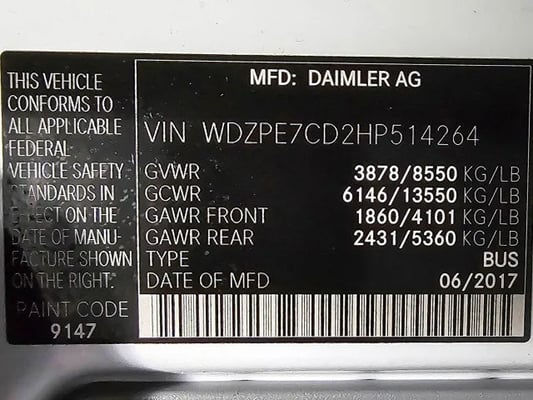 THIS VEHICLE
CONFORMS TO
ALL APPLICABLE
FEDERAL
VEHICLE SAFETY
STANDARDS IN
EFFECT ON THE
DATE OF MANU-
FACTURE SHOWN
ON THE RIGHT.
PAINT CODE
9147
MFD: DAIMLER AG
VIN WDZPE7CD2HP514264
GVWR 3878/8550 KG/LB
GCWR 6146/13550 KG/LB
GAWR FRONT 1860/4101 KG/LB
GAWR REAR 2431/5360 KG/LB
TYPE BUS
DATE OF MFD 06/2017